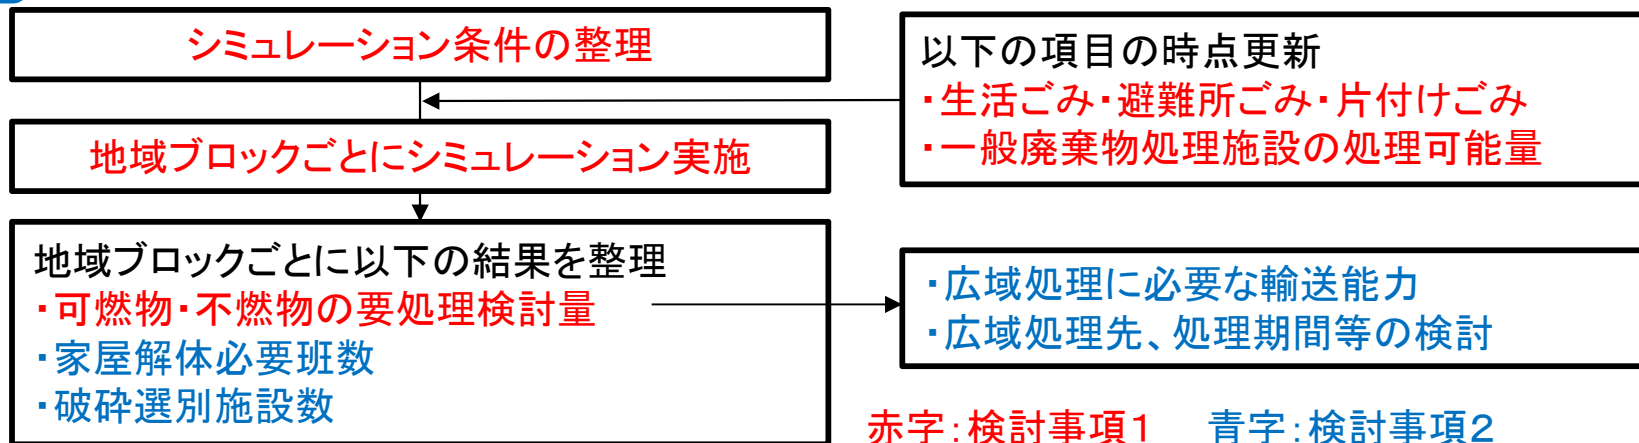 シミュレーション条件の整理
以下の項目の時点更新
・生活ごみ・避難所ごみ・片付けごみ
・一般廃棄物処理施設の処理可能量
地域ブロックごとにシミュレーション実施
地域ブロックごとに以下の結果を整理
・可燃物・不燃物の要処理検討量
・家屋解体必要班数
・破砕選別施設数
・広域処理に必要な輸送能力
・広域処理先、処理期間等の検討
赤字：検討事項１　青字：検討事項２